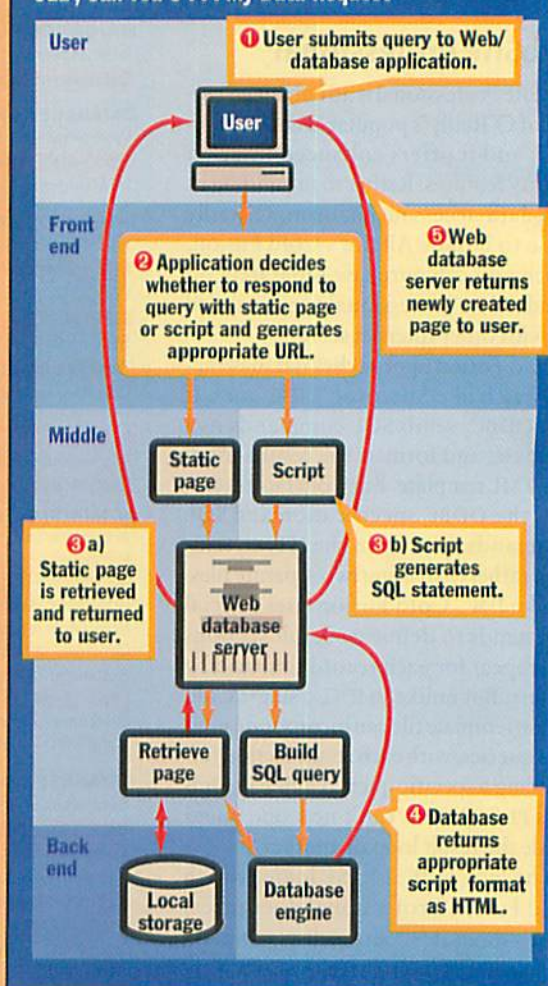 User
❶ User submits query to Web/
database application.
User
Front
end
❷ Application decides
whether to respond to
query with static page
or script and generates
appropriate URL.
❺ Web
database
server returns
newly created
page to user.
Middle
Static
page
Script
❸ a)
Static page
is retrieved
and returned
to user.
Web
database
server
❸ b) Script
generates
SQL statement.
Retrieve
page
Build
SQL query
❹ Database
returns
appropriate
script format
as HTML.
Back
end
Local
storage
Database
engine